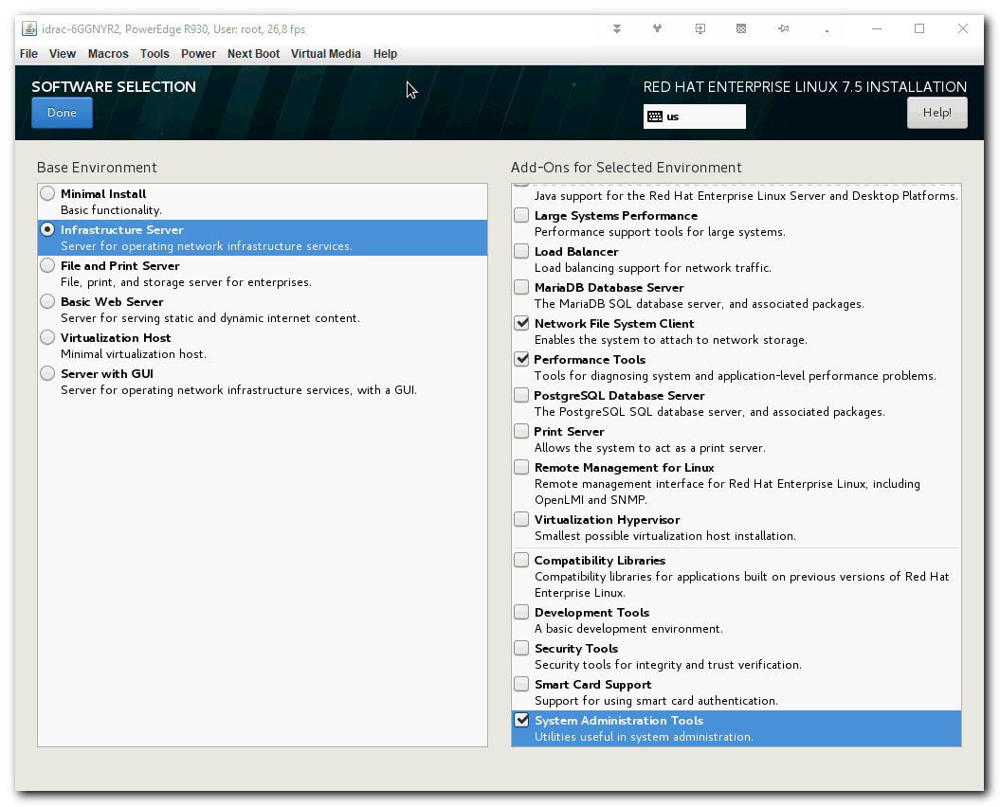 idrac-6GGNYR2, PowerEdge R930, User: root, 26,8 fps
File View Macros Tools Power Next Boot Virtual Media Help
SOFTWARE SELECTION
RED HAT ENTERPRISE LINUX 7.5 INSTALLATION
Done
us
Help!
Base Environment
Minimal Install
Basic functionality.
Infrastructure Server
Server for operating network infrastructure services.
File and Print Server
File, print, and storage server for enterprises.
Basic Web Server
Server for serving static and dynamic internet content.
Virtualization Host
Minimal virtualization host.
Server with GUI
Server for operating network infrastructure services, with a GUI.
Add-Ons for Selected Environment
Java support for the Red Hat Enterprise Linux Server and Desktop Platforms.
Large Systems Performance
Performance support tools for large systems.
Load Balancer
Load balancing support for network traffic.
MariaDB Database Server
The MariaDB SQL database server, and associated packages.
Network File System Client
Enables the system to attach to network storage.
Performance Tools
Tools for diagnosing system and application-level performance problems.
PostgreSQL Database Server
The PostgreSQL SQL database server, and associated packages.
Print Server
Allows the system to act as a print server.
Remote Management for Linux
Remote management interface for Red Hat Enterprise Linux, including
OpenLMI and SNMP.
Virtualization Hypervisor
Smallest possible virtualization host installation.
Compatibility Libraries
Compatibility libraries for applications built on previous versions of Red Hat
Enterprise Linux.
Development Tools
A basic development environment.
Security Tools
Security tools for integrity and trust verification.
Smart Card Support
Support for using smart card authentication.
System Administration Tools
Utilities useful in system administration.